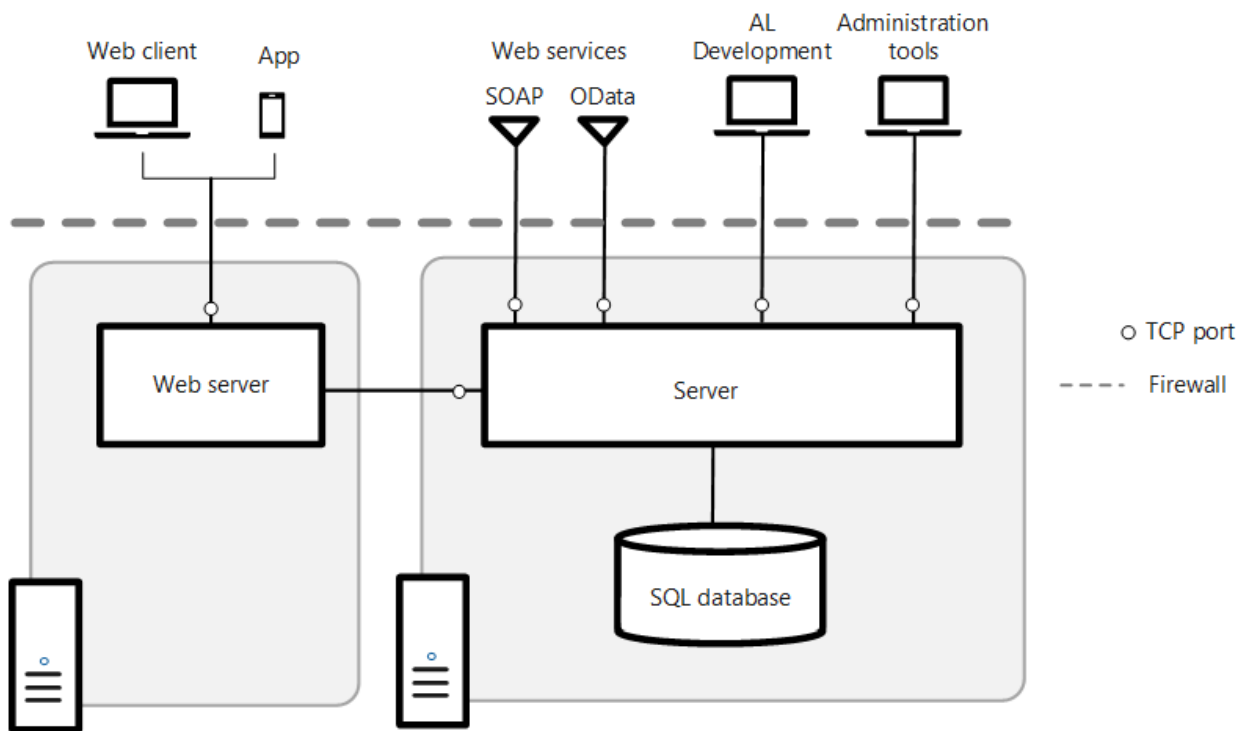 Web client
App
Web services
SOAP
OData
AL
Development
Administration
tools
Web server
Server
SQL database
TCP port
Firewall